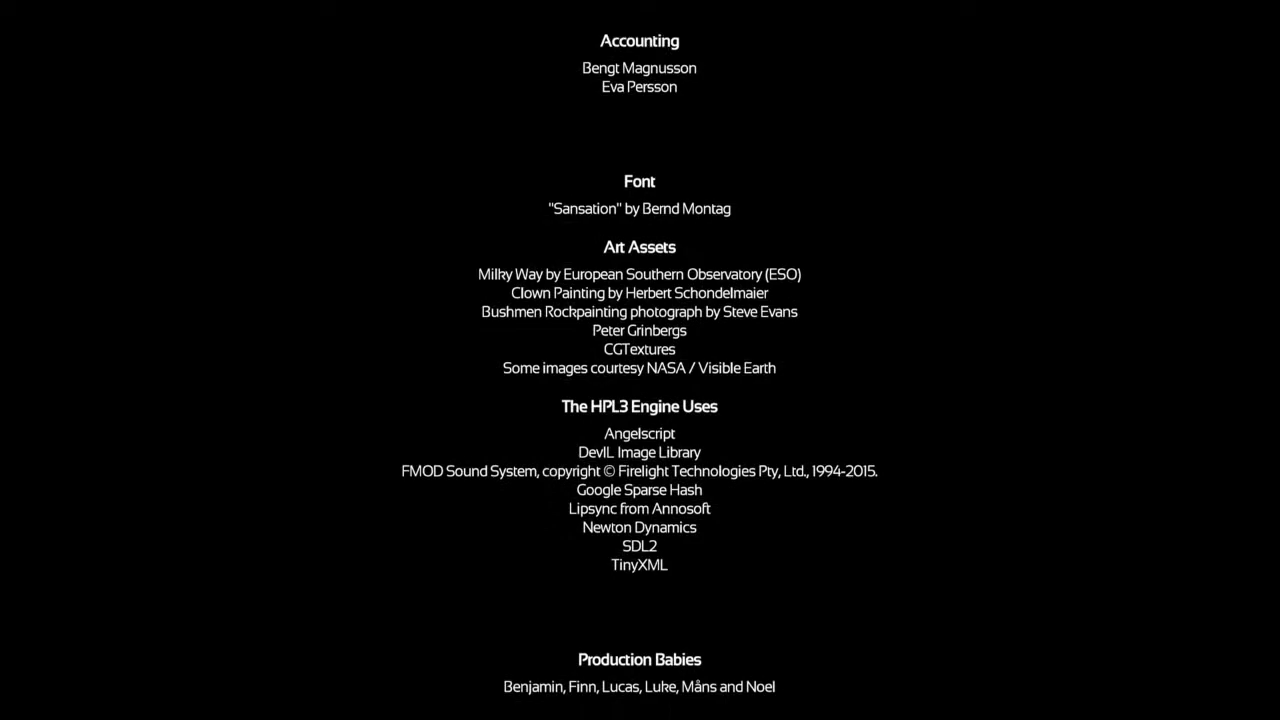 Accounting
Bengt Magnusson
Eva Persson
Font
"Sansation" by Bernd Montag
Art Assets
Milky Way by European Southern Observatory (ESO)
Clown Painting by Herbert Schondelmaier
Bushmen Rockpainting photograph by Steve Evans
Peter Grinbergs
CGTextures
Some images courtesy NASA / Visible Earth
The HPL3 Engine Uses
Angelscript
DevIL Image Library
FMOD Sound System, copyright © Firelight Technologies Pty, Ltd., 1994-2015.
Google Sparse Hash
Lipsync from Annosoft
Newton Dynamics
SDL2
TinyXML
Production Babies
Benjamin, Finn, Lucas, Luke, Måns and Noel